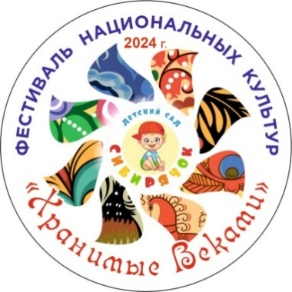 ФЕСТИВАЛЬ НАЦИОНАЛЬНЫХ КУЛЬТУР
2024 г.
ДЕТСКИЙ САД
СИБИРЯЧОК
«Хранимые Веками»